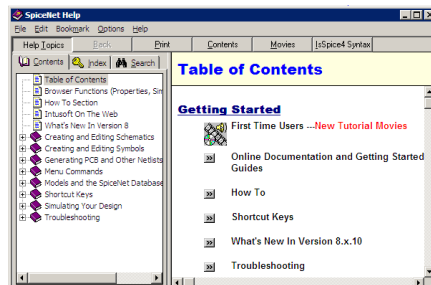 SpiceNet Help
File Edit Bookmark Options Help
Help Topics Back Print Contents Movies IsSpice4 Syntax
Contents Index Search
Table of Contents
Browser Functions (Properties, Sim
How To Section
Intusoft On The Web
What's New In Version 8
Creating and Editing Schematics
Creating and Editing Symbols
Generating PCB and Other Netlists
Menu Commands
Models and the SpiceNet Database
Shortcut Keys
Simulating Your Design
Troubleshooting
Table of Contents
Getting Started
First Time Users ---New Tutorial Movies
Online Documentation and Getting Started
Guides
How To
Shortcut Keys
What's New In Version 8.x.10
Troubleshooting